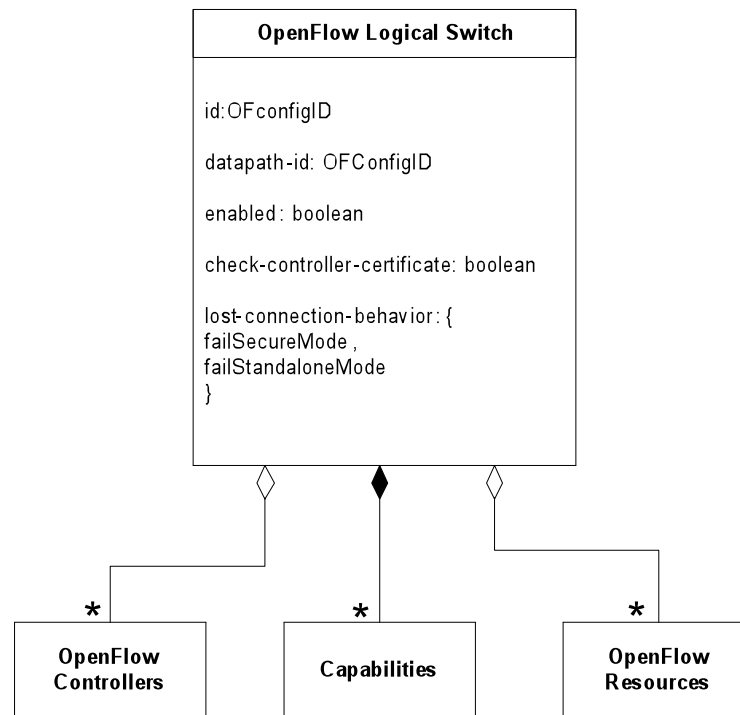 OpenFlow Logical Switch
id:OFconfigID
datapath-id: OFConfigID
enabled: boolean
check-controller-certificate: boolean
lost-connection-behavior: {
failSecureMode ,
failStandaloneMode
}
* * *
OpenFlow
Controllers
Capabilities
OpenFlow
Resources